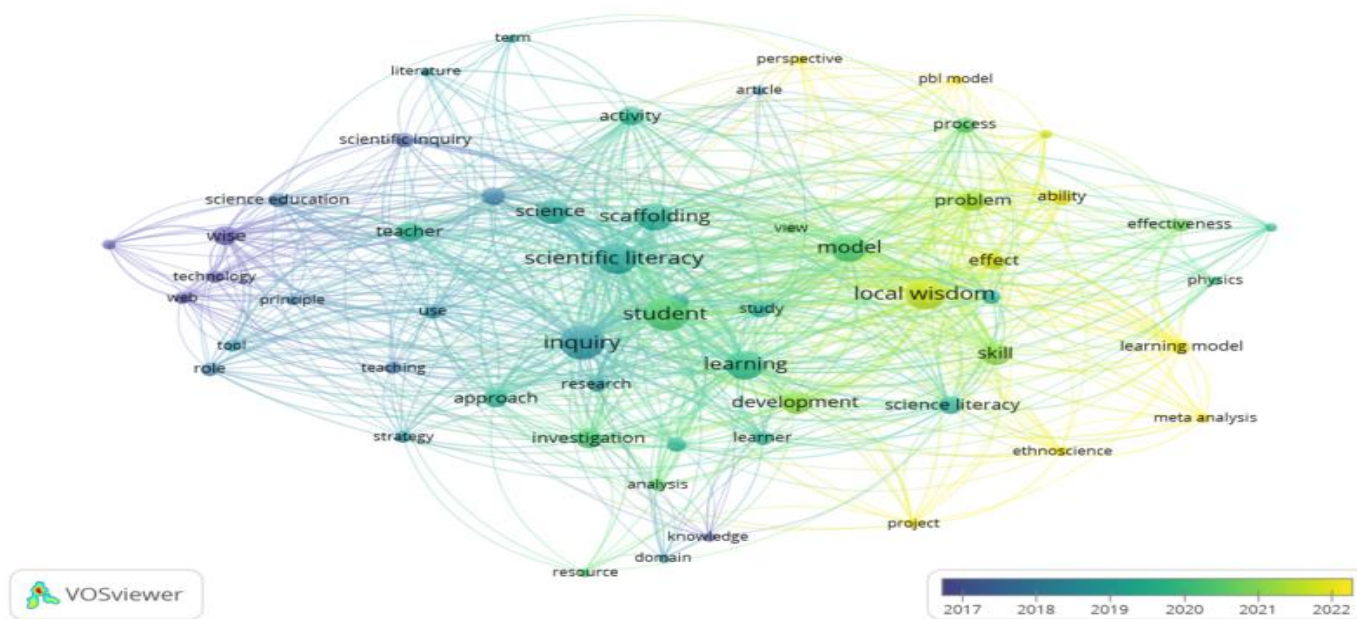 term
perspective
literature
pbl model
article
activity
process
scientific inquiry
science education
ability
problem
science
scaffolding
effectiveness
teacher
view
wise
model
scientific literacy
effect
technology
physics
web
principle
local wisdom
use
student
study
inquiry
tool
learning model
skill
role
teaching
learning
research
approach
development
science literacy
meta analysis
strategy
investigation
learner
ethnoscience
analysis
project
knowledge
domain
resource
VOSviewer
2017 2018 2019 2020 2021 2022